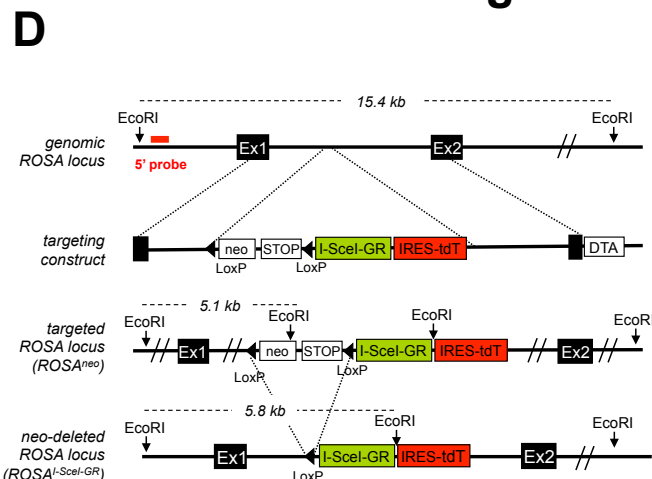 D
15.4 kb
EcoRI EcoRI
genomic
ROSA locus
5' probe
Ex1 Ex2
targeting
construct
neo STOP I-SceI-GR IRES-tdT DTA
LoxP LoxP
5.1 kb
targeted
ROSA locus
(ROSAneo)
EcoRI EcoRI EcoRI EcoR
Ex1 neo STOP I-SceI-GR IRES-tdT Ex2
LoxP LoxP
5.8 kb
neo-deleted
ROSA locus
(ROSAI-SceI-GR)
EcoRI EcoRI EcoRI
Ex1 I-SceI-GR IRES-tdT Ex2
LoxP